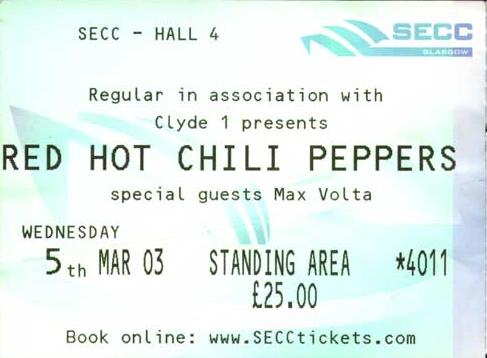 SECC - HALL 4
SECC
GLASGOW
Regular in association with
Clyde 1 presents
RED HOT CHILI PEPPERS
special guests Max Volta
WEDNESDAY
5th MAR 03 STANDING AREA *4011
£25.00
Book online: www.SECCtickets.com